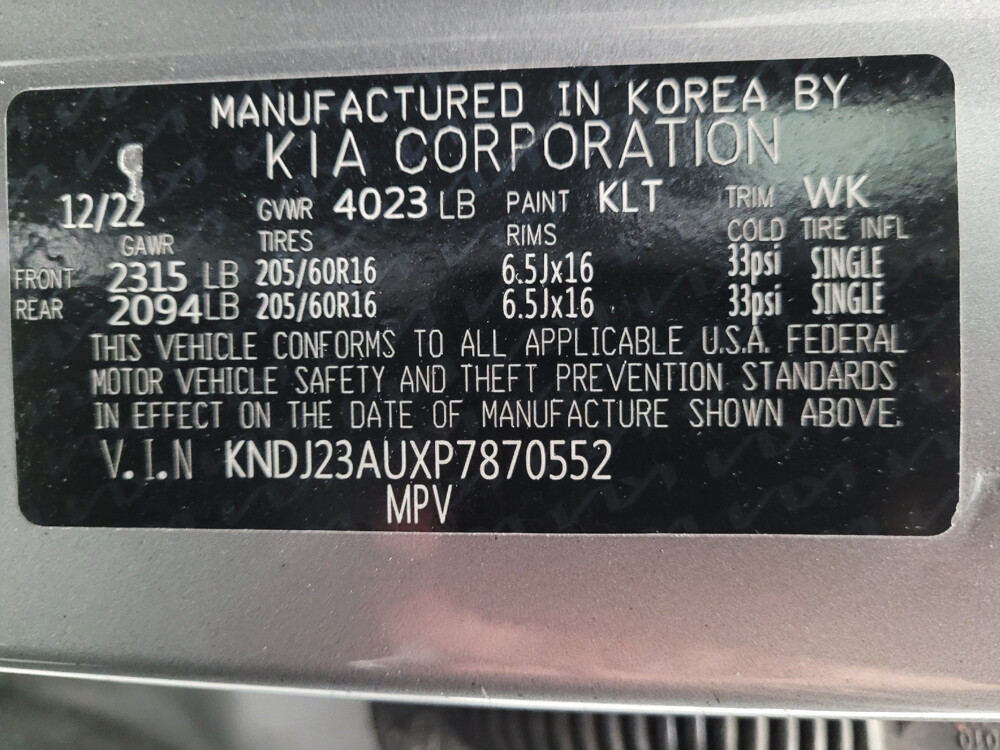 MANUFACTURED IN KOREA BY
KIA CORPORATION
12/22 GVWR 4023 LB PAINT KLT TRIM WK
GAWR TIRES RIMS COLD TIRE INFL
FRONT 2315 LB 205/60R16 6.5Jx16 33psi SINGLE
REAR 2094LB 205/60R16 6.5Jx16 33psi SINGLE
THIS VEHICLE CONFORMS TO ALL APPLICABLE U.S.A. FEDERAL
MOTOR VEHICLE SAFETY AND THEFT PREVENTION STANDARDS
IN EFFECT ON THE DATE OF MANUFACTURE SHOWN ABOVE.
V.I.N KNDJ23AUXP7870552
MPV